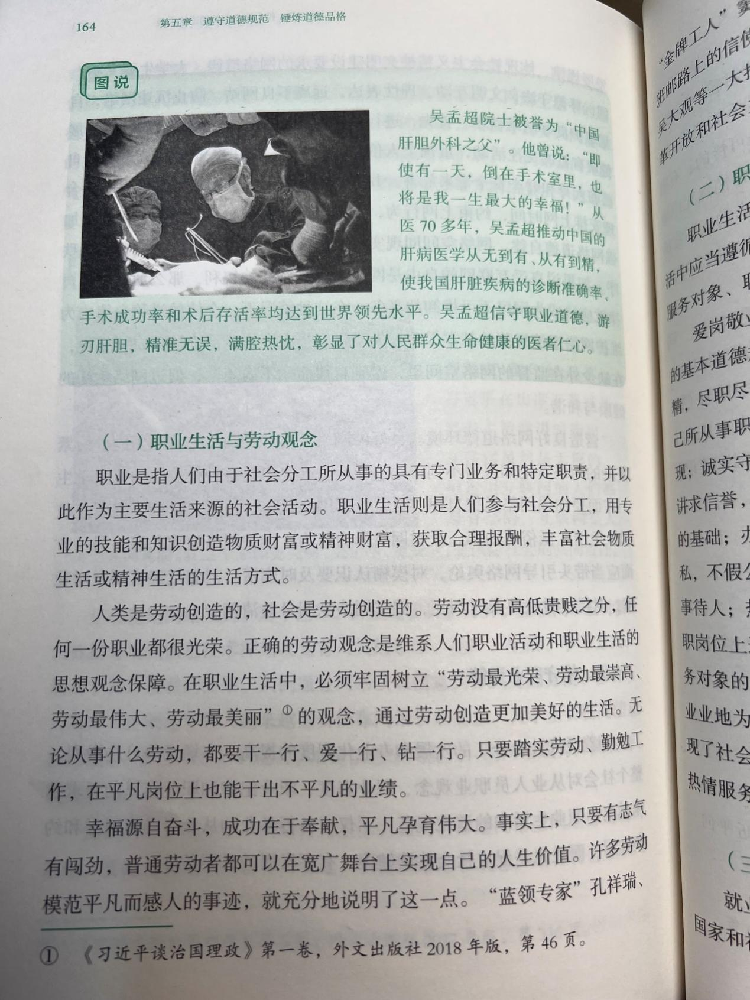 164
第五章 遵守道德规范 锤炼道德品格
图说
吴孟超院士被誉为“中国
肝胆外科之父”。他曾说：“即
使有一天，倒在手术室里，也
将是我一生最大的幸福！”从
医70多年，吴孟超推动中国的
肝病医学从无到有、从有到精，
使我国肝脏疾病的诊断准确率、
手术成功率和术后存活率均达到世界领先水平。吴孟超信守职业道德，游
刃肝胆，精准无误，满腔热忱，彰显了对人民群众生命健康的医者仁心。
（一）职业生活与劳动观念
职业是指人们由于社会分工所从事的具有专门业务和特定职责，并以
此作为主要生活来源的社会活动。职业生活则是人们参与社会分工，用专
业的技能和知识创造物质财富或精神财富，获取合理报酬，丰富社会物质
生活或精神生活的生活方式。
人类是劳动创造的，社会是劳动创造的。劳动没有高低贵贱之分，任
何一份职业都很光荣。正确的劳动观念是维系人们职业活动和职业生活的
思想观念保障。在职业生活中，必须牢固树立“劳动最光荣、劳动最崇高、
劳动最伟大、劳动最美丽”①的观念，通过劳动创造更加美好的生活。无
论从事什么劳动，都要干一行、爱一行、钻一行。只要踏实劳动、勤勉工
作，在平凡岗位上也能干出不平凡的业绩。
幸福源自奋斗，成功在于奉献，平凡孕育伟大。事实上，只要有志气
有闯劲，普通劳动者都可以在宽广舞台上实现自己的人生价值。许多劳动
模范平凡而感人的事迹，就充分地说明了这一点。“蓝领专家”孔祥瑞、
① 《习近平谈治国理政》第一卷，外文出版社2018年版，第46页。
“金牌工人”
班邮路上的信使
吴大观等一大
革开放和社会
（二）职
职业生活
活中应当遵循
服务对象、职
爱岗敬业
的基本道德
精，尽职尽
己所从事职
现；诚实守
讲求信誉，
的基础；办
私，不假公
事待人；
职岗位上
务对象的
业业地为
现了社会
热情服务
就业
国家和